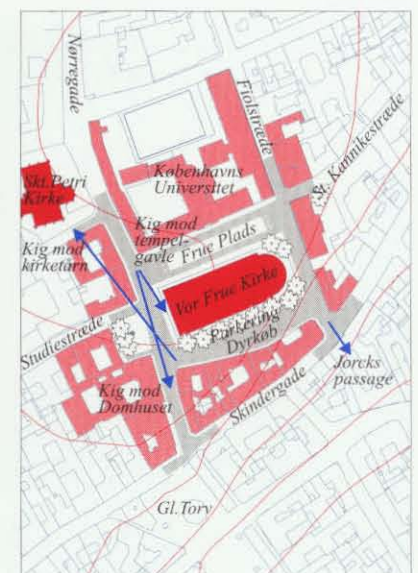 Nørregade
Fiolstræde
St. Kannikestræde
Skt.Petri
Kirke
Københavns
Universitet
Kig mod
tempel-
gavle
Kig mod
kirketårn
Frue Plads
Vor Frue Kirke
Studiestræde
Parkering
Dyrkøb
Kig mod
Domhuset
Jorcks
passage
Skindergade
Gl.Torv